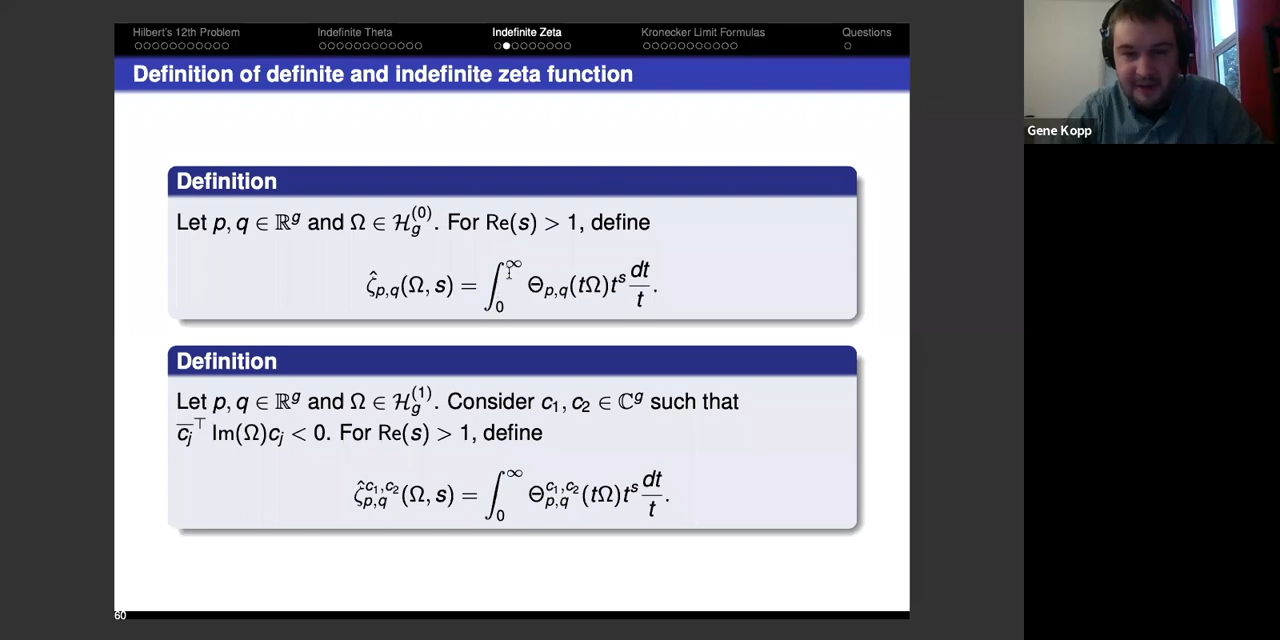 Hilbert's 12th Problem Indefinite Theta Indefinite Zeta Kronecker Limit Formulas Questions
Definition of definite and indefinite zeta function
Definition
Let p, q ∈ ℝ^g and Ω ∈ ℋ_g^{(0)}. For Re(s) > 1, define
ζ̂_{p,q}(Ω, s) = ∫_0^∞ Θ_{p,q}(tΩ)t^s dt/t.
Definition
Let p, q ∈ ℝ^g and Ω ∈ ℋ_g^{(1)}. Consider c_1, c_2 ∈ ℂ^g such that
c̅_j^⊤ Im(Ω)c_j < 0. For Re(s) > 1, define
ζ̂_{p,q}^{c_1,c_2}(Ω, s) = ∫_0^∞ Θ_{p,q}^{c_1,c_2}(tΩ)t^s dt/t.
60
Gene Kopp